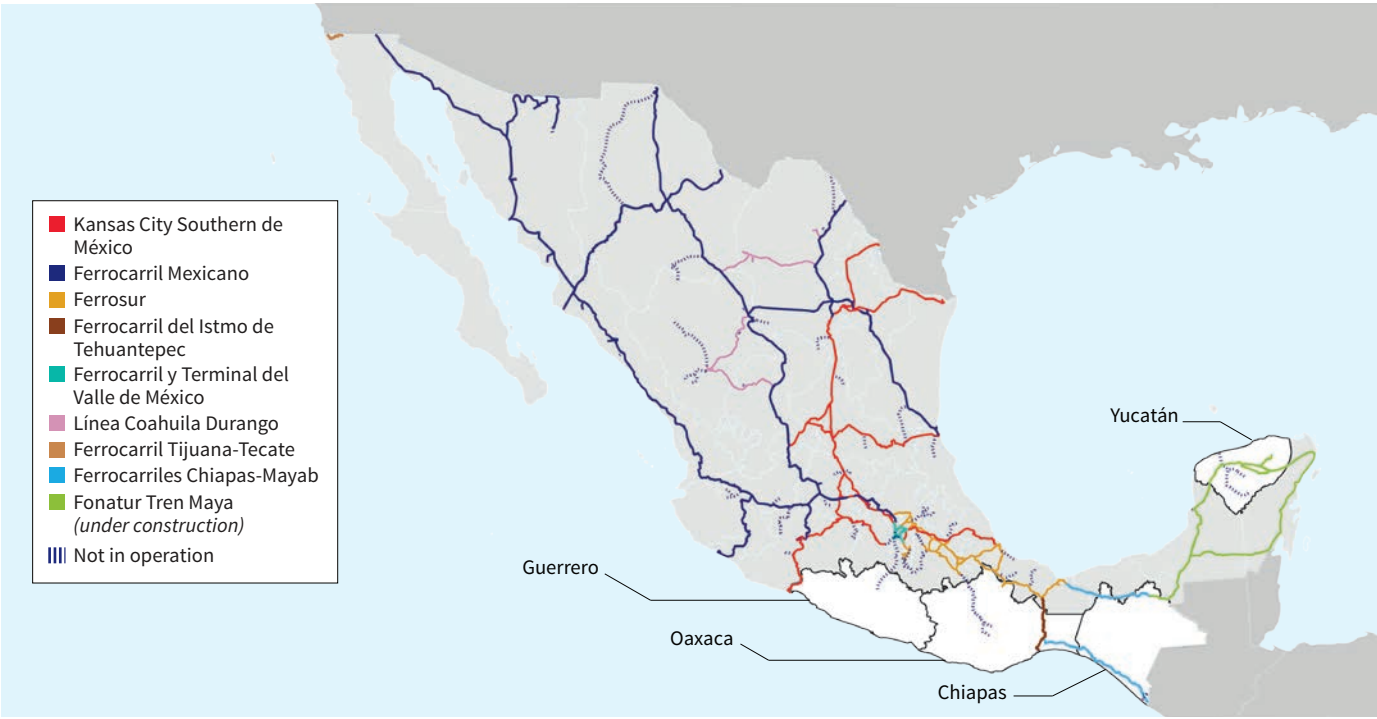 Kansas City Southern de
México
Ferrocarril Mexicano
Ferrosur
Ferrocarril del Istmo de
Tehuantepec
Ferrocarril y Terminal del
Valle de México
Línea Coahuila Durango
Ferrocarril Tijuana-Tecate
Ferrocarriles Chiapas-Mayab
Fonatur Tren Maya
(under construction)
Not in operation
Yucatán
Guerrero
Oaxaca
Chiapas